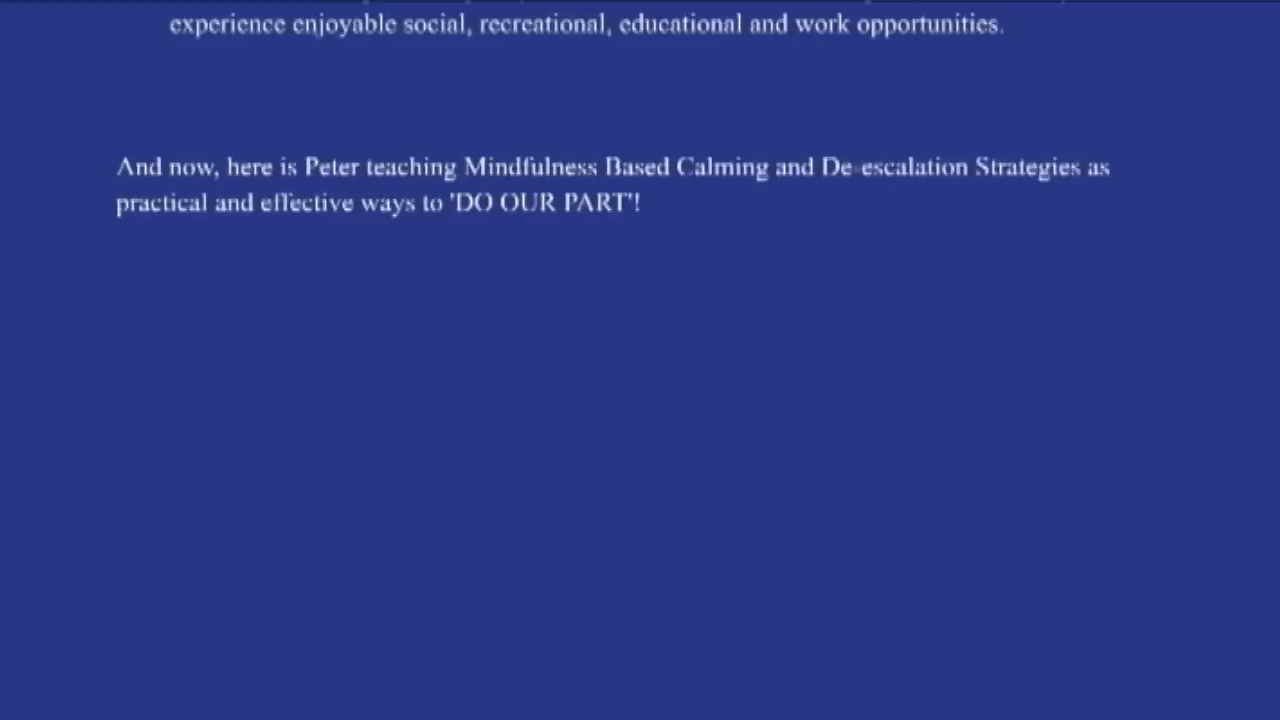 experience enjoyable social, recreational, educational and work opportunities.
And now, here is Peter teaching Mindfulness Based Calming and De-escalation Strategies as
practical and effective ways to 'DO OUR PART'!